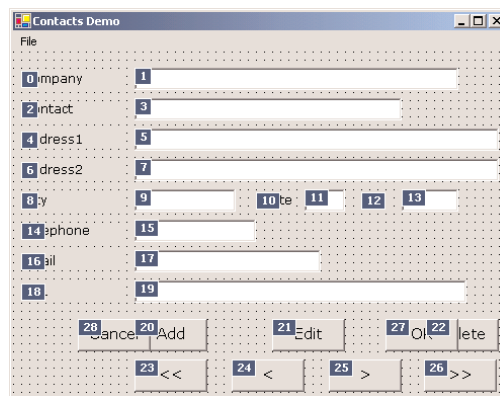 Contacts Demo
File
0 mpany 1
2 ntact 3
4 dress1 5
6 dress2 7
8 y 9 10 te 11 12 13
14 ephone 15
16 ail 17
18 . 19
28 ance 20 Add 21 Edit 27 OK 22 lete
23 << 24 < 25 > 26 >>